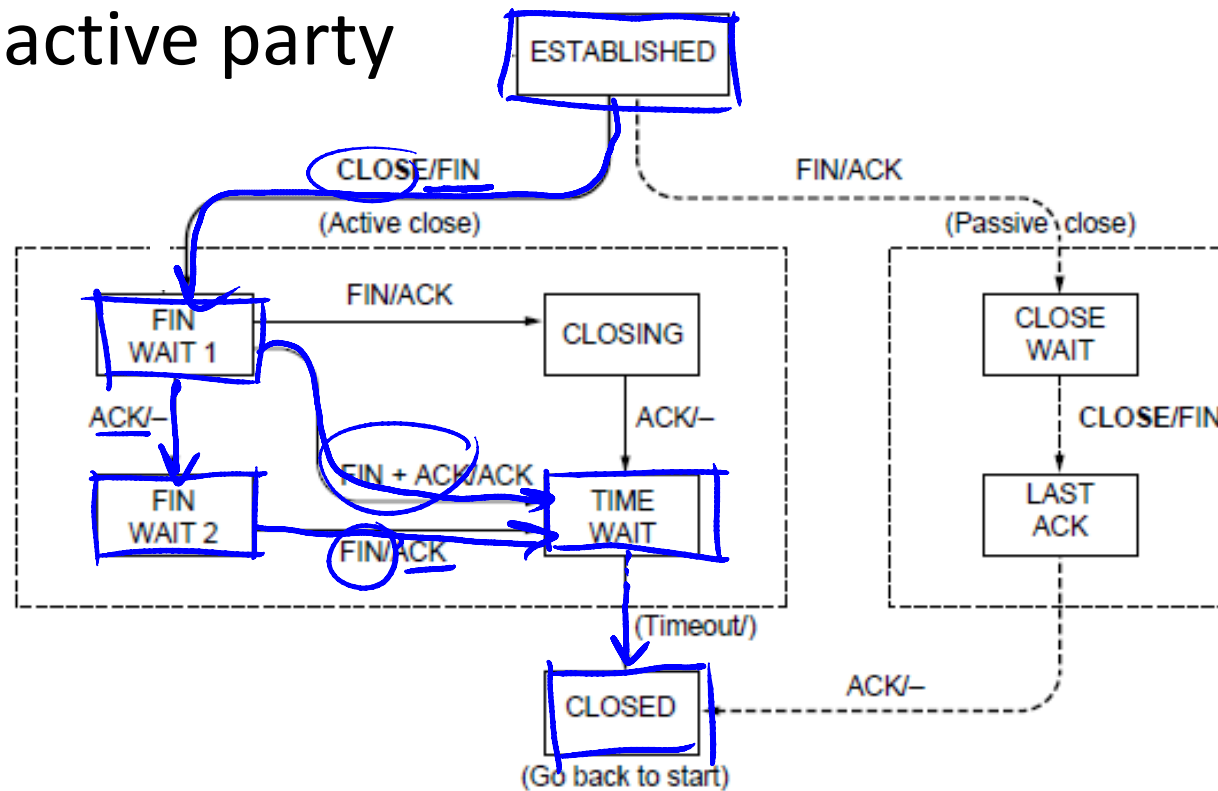 active party
ESTABLISHED
CLOSE/FIN
FIN/ACK
(Active close)
(Passive close)
FIN
WAIT 1
FIN/ACK
CLOSING
CLOSE
WAIT
ACK/–
ACK/–
CLOSE/FIN
FIN + ACK/ACK
FIN
WAIT 2
TIME
WAIT
LAST
ACK
FIN/ACK
(Timeout/)
CLOSED
ACK/–
(Go back to start)